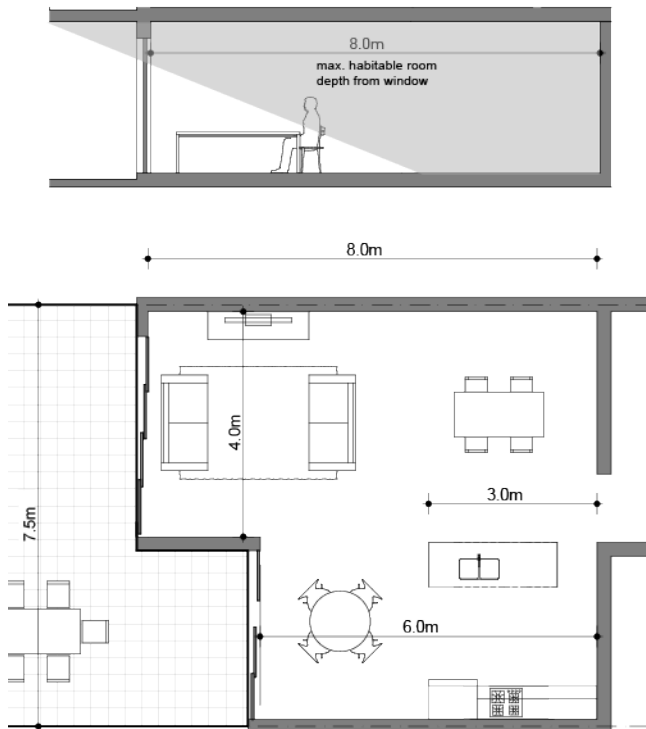 8.0m
max. habitable room
depth from window
8.0m
4.0m
3.0m
7.5m
6.0m